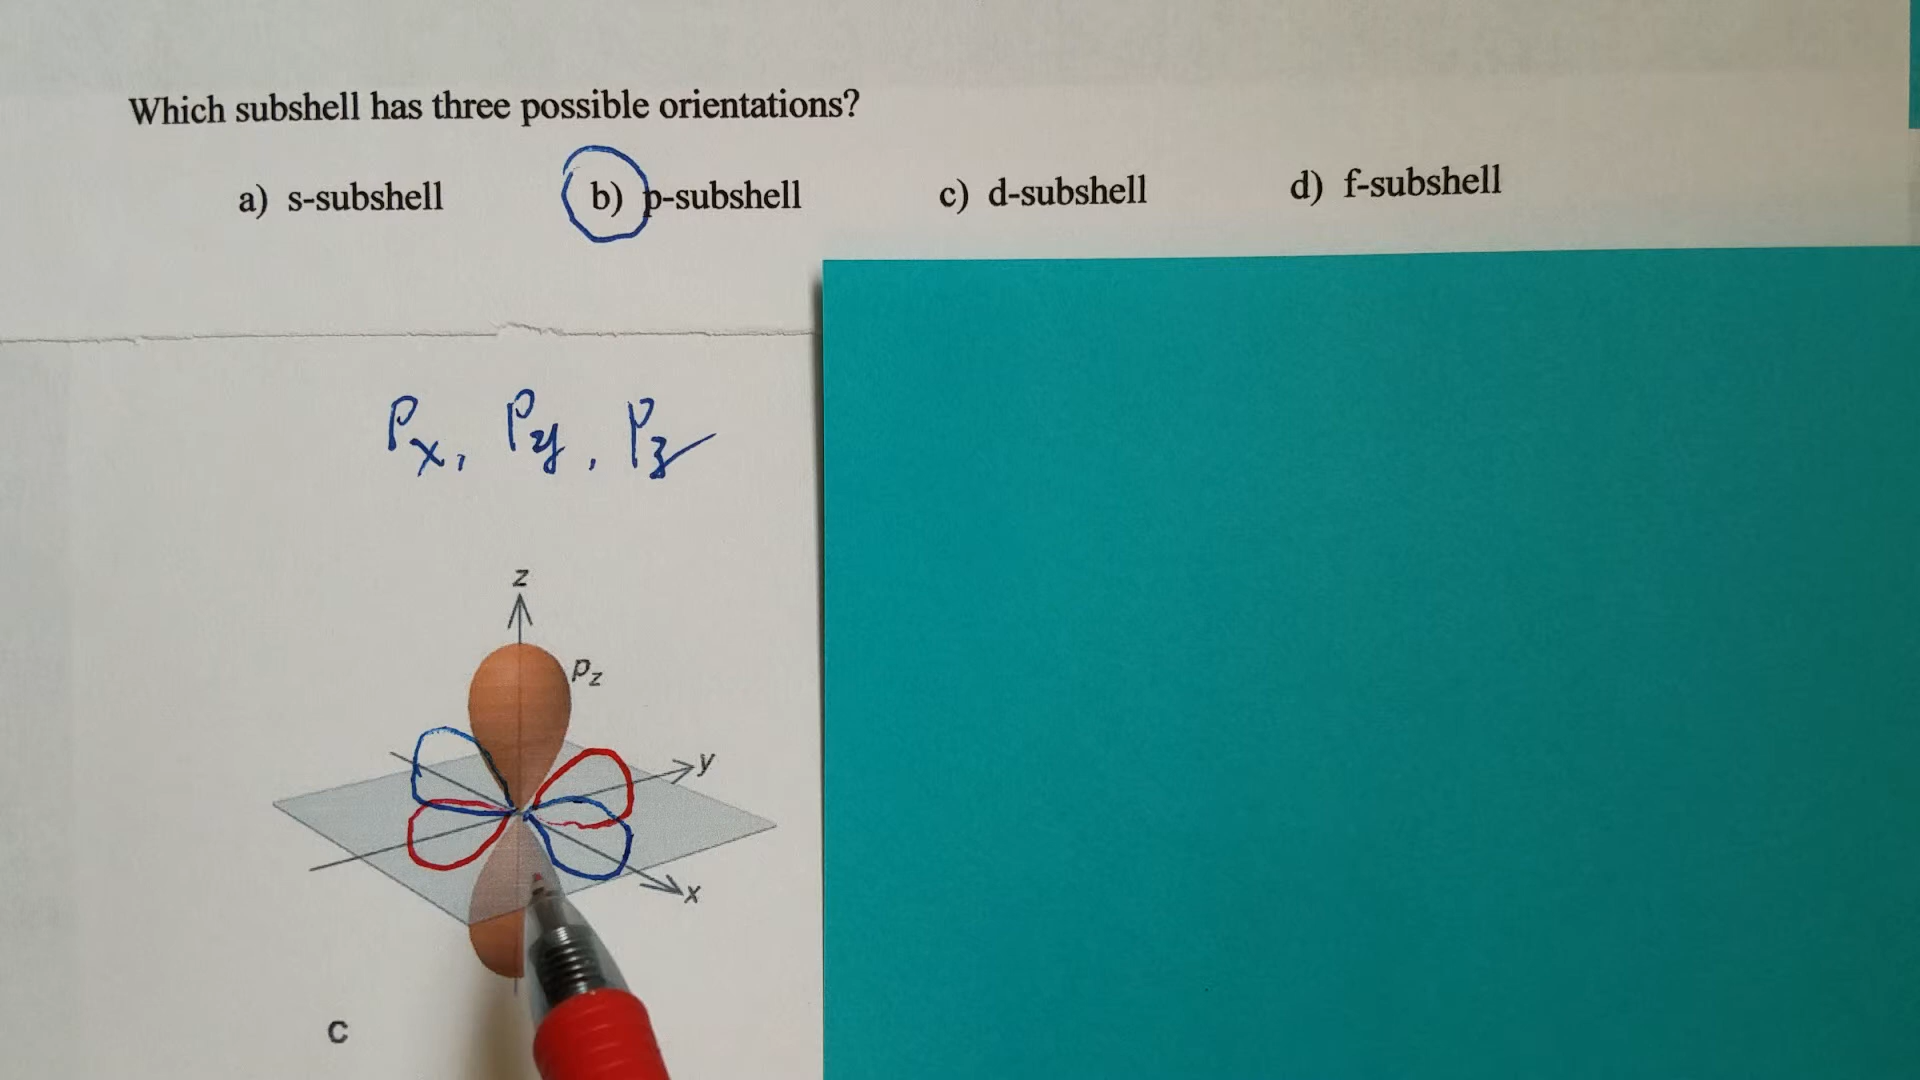 Which subshell has three possible orientations?
a) s-subshell b) p-subshell c) d-subshell d) f-subshell
Px, Py, Pz
z
Pz
y
x
C